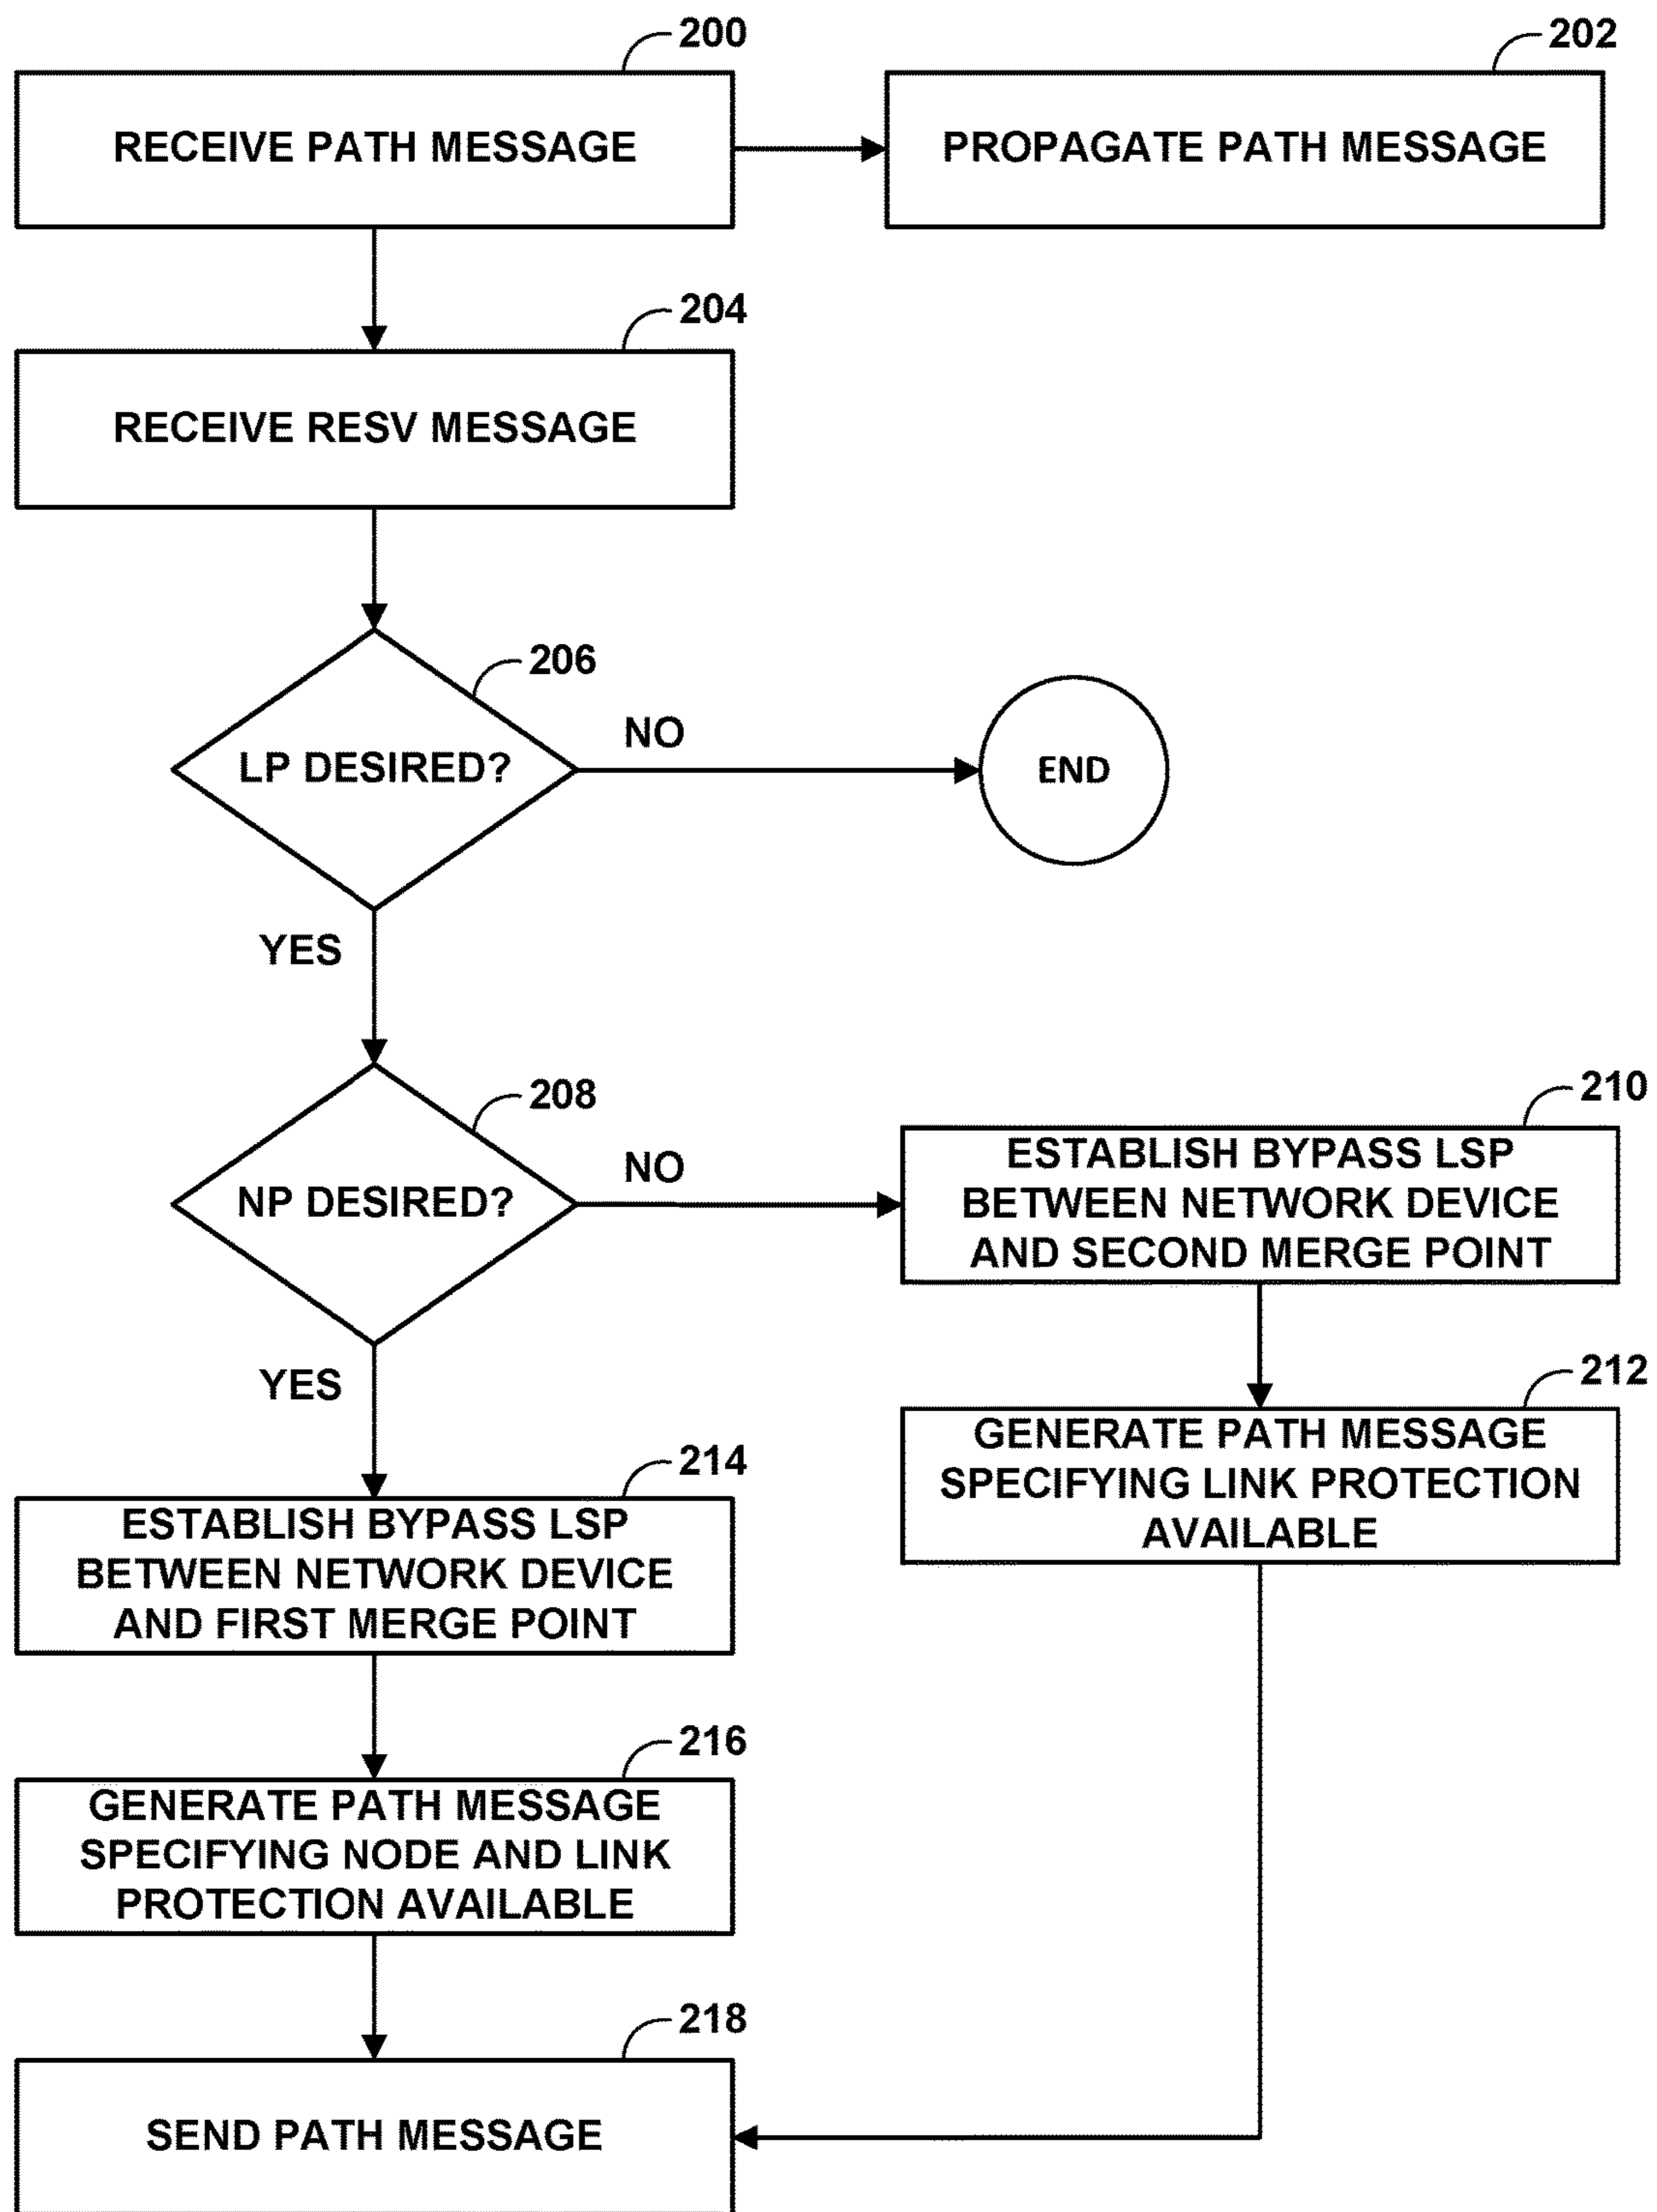 200
RECEIVE PATH MESSAGE
202
PROPAGATE PATH MESSAGE
204
RECEIVE RESV MESSAGE
206
LP DESIRED?
NO
END
YES
208
NP DESIRED?
NO
210
ESTABLISH BYPASS LSP
BETWEEN NETWORK DEVICE
AND SECOND MERGE POINT
YES
212
GENERATE PATH MESSAGE
SPECIFYING LINK PROTECTION
AVAILABLE
214
ESTABLISH BYPASS LSP
BETWEEN NETWORK DEVICE
AND FIRST MERGE POINT
216
GENERATE PATH MESSAGE
SPECIFYING NODE AND LINK
PROTECTION AVAILABLE
218
SEND PATH MESSAGE